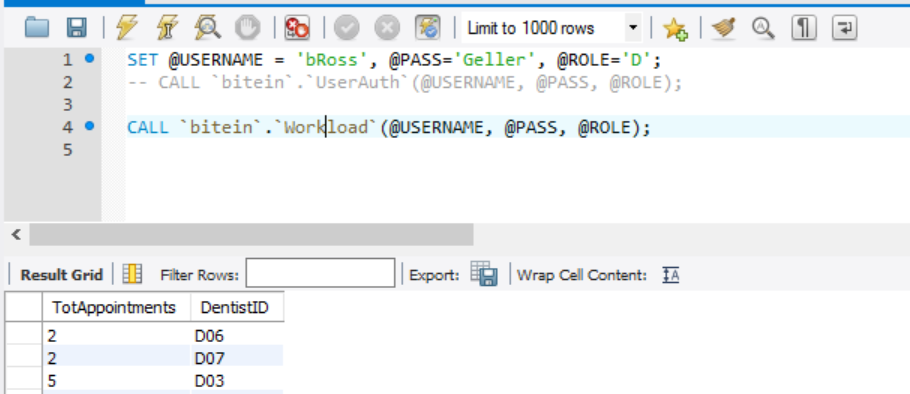 Limit to 1000 rows
1 SET @USERNAME = 'bRoss', @PASS='Geller', @ROLE='D';
2 -- CALL `bitein`.`UserAuth`(@USERNAME, @PASS, @ROLE);
3
4 CALL `bitein`.`Workload`(@USERNAME, @PASS, @ROLE);
5
Result Grid Filter Rows: Export: Wrap Cell Content: IA
TotAppointments DentistID
2 D06
2 D07
5 D03